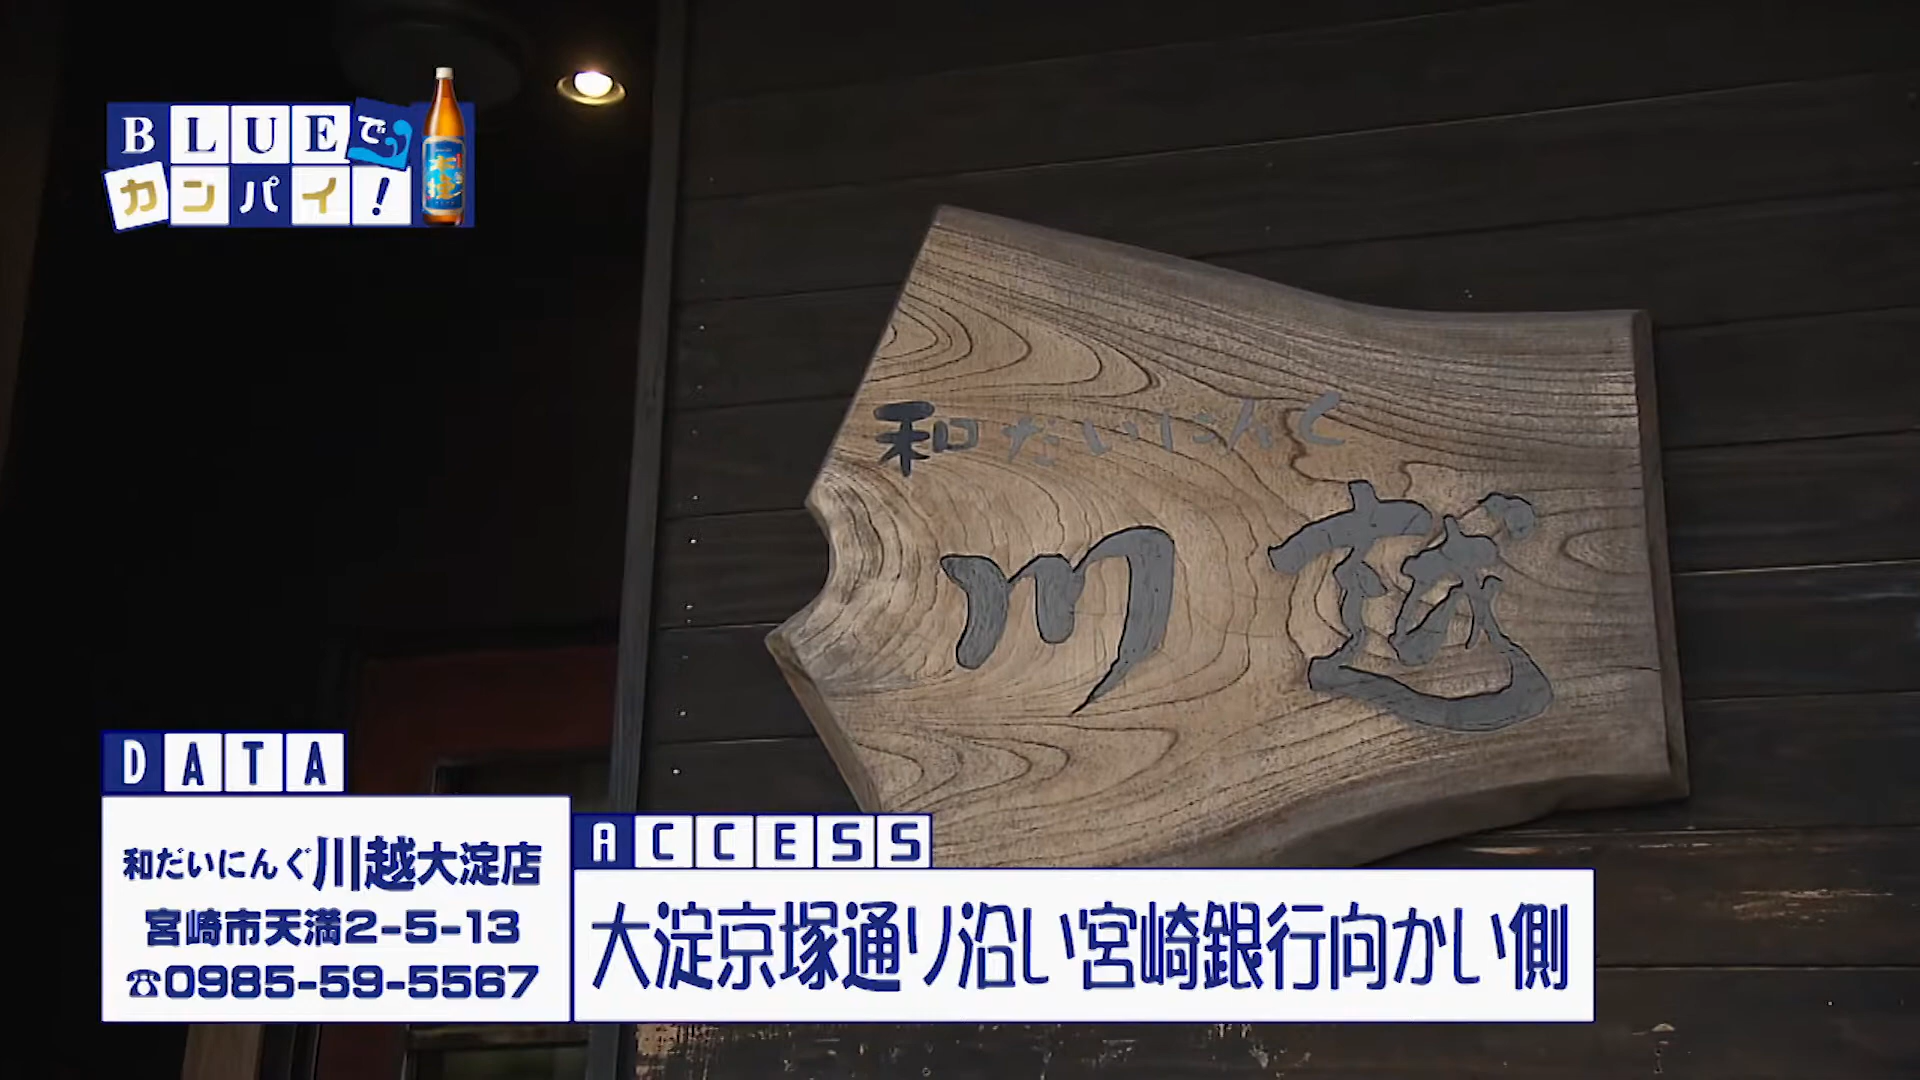 BLUEで
カンパイ!
木挽
和だいにんぐ
川越
DATA
和だいにんぐ川越大淀店
宮崎市天満2-5-13
☎0985-59-5567
ACCESS
大淀京塚通り沿い宮崎銀行向かい側